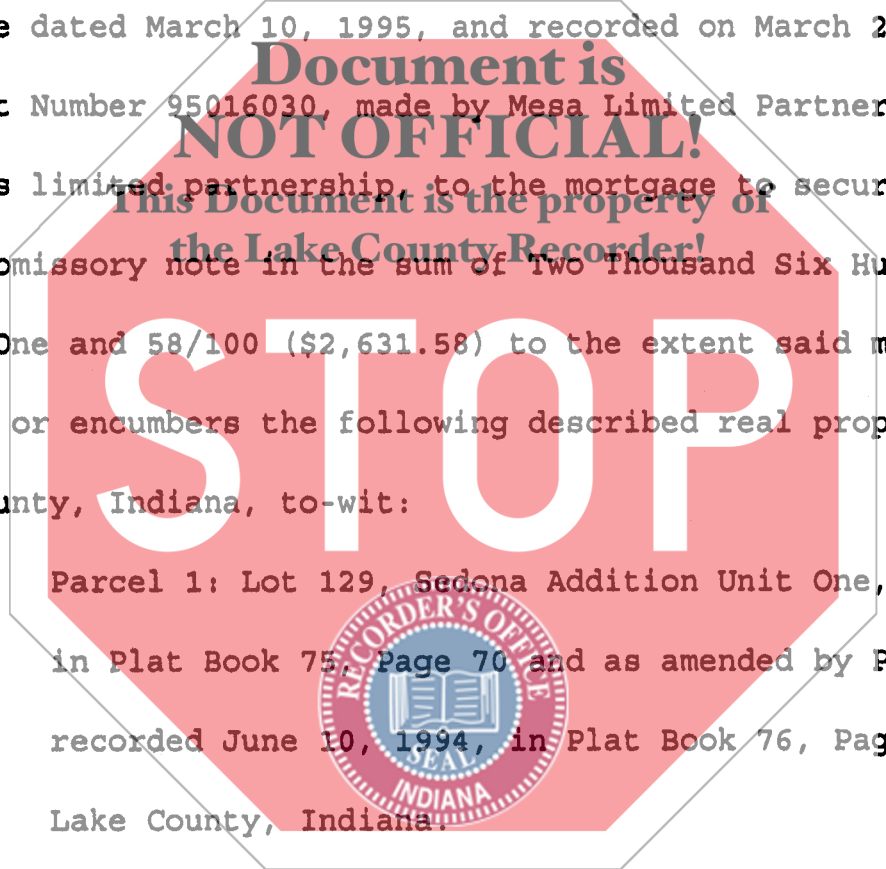 dated March 10, 1995, and recorded on March 2
Document is
Number 95016030, made by Mesa Limited Partner
NOT OFFICIAL!
s limited partnership, to the mortgage to secur
This Document is the property of
omissory note in the sum of Two Thousand Six Hu
the Lake County Recorder!
One and 58/100 ($2,631.58) to the extent said m
STOP
or encumbers the following described real prop
unty, Indiana, to-wit:
Parcel 1: Lot 129, Sedona Addition Unit One,
RECORDER'S OFFICE
in Plat Book 75, Page 70 and as amended by P
recorded June 10, 1994, in Plat Book 76, Pag
SEAL
INDIANA
Lake County, Indiana.